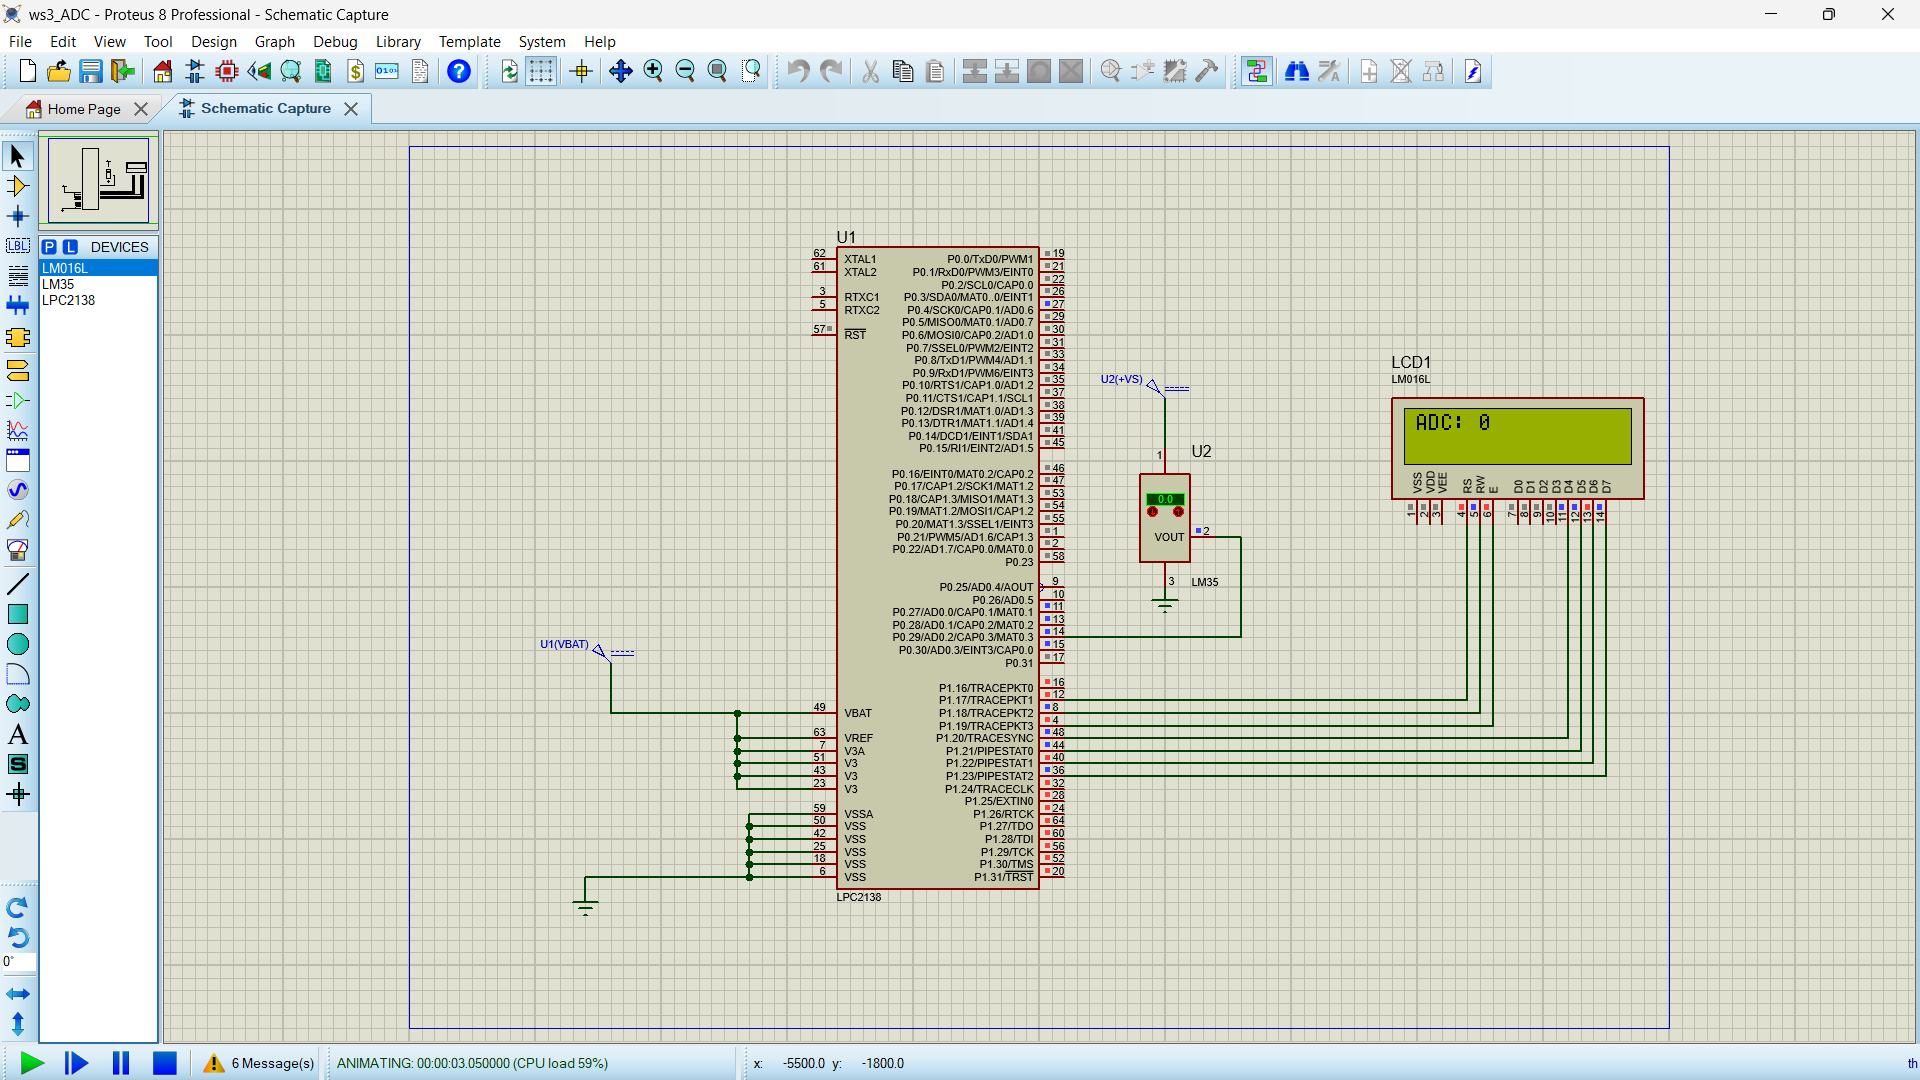 ws3_ADC - Proteus 8 Professional - Schematic Capture
File Edit View Tool Design Graph Debug Library Template System Help
Home Page
Schematic Capture
P L DEVICES
LM016L
LM35
LPC2138
LBL
A
S
0°
U1
62 XTAL1
61 XTAL2
3 RTXC1
5 RTXC2
57 RST
49 VBAT
63 VREF
7 V3A
51 V3
43 V3
23 V3
59 VSSA
50 VSS
42 VSS
25 VSS
18 VSS
6 VSS
P0.0/TxD0/PWM1 19
P0.1/RxD0/PWM3/EINT0 21
P0.2/SCL0/CAP0.0 22
P0.3/SDA0/MAT0..0/EINT1 26
P0.4/SCK0/CAP0.1/AD0.6 27
P0.5/MISO0/MAT0.1/AD0.7 29
P0.6/MOSI0/CAP0.2/AD1.0 30
P0.7/SSEL0/PWM2/EINT2 31
P0.8/TxD1/PWM4/AD1.1 33
P0.9/RxD1/PWM6/EINT3 34
P0.10/RTS1/CAP1.0/AD1.2 35
P0.11/CTS1/CAP1.1/SCL1 37
P0.12/DSR1/MAT1.0/AD1.3 38
P0.13/DTR1/MAT1.1/AD1.4 39
P0.14/DCD1/EINT1/SDA1 41
P0.15/RI1/EINT2/AD1.5 45
P0.16/EINT0/MAT0.2/CAP0.2 46
P0.17/CAP1.2/SCK1/MAT1.2 47
P0.18/CAP1.3/MISO1/MAT1.3 53
P0.19/MAT1.2/MOSI1/CAP1.2 54
P0.20/MAT1.3/SSEL1/EINT3 55
P0.21/PWM5/AD1.6/CAP1.3 1
P0.22/AD1.7/CAP0.0/MAT0.0 2
P0.23 58
P0.25/AD0.4/AOUT 9
P0.26/AD0.5 10
P0.27/AD0.0/CAP0.1/MAT0.1 11
P0.28/AD0.1/CAP0.2/MAT0.2 13
P0.29/AD0.2/CAP0.3/MAT0.3 14
P0.30/AD0.3/EINT3/CAP0.0 15
P0.31 17
P1.16/TRACEPKT0 16
P1.17/TRACEPKT1 12
P1.18/TRACEPKT2 8
P1.19/TRACEPKT3 4
P1.20/TRACESYNC 48
P1.21/PIPESTAT0 44
P1.22/PIPESTAT1 40
P1.23/PIPESTAT2 36
P1.24/TRACECLK 32
P1.25/EXTIN0 28
P1.26/RTCK 24
P1.27/TDO 64
P1.28/TDI 60
P1.29/TCK 56
P1.30/TMS 52
P1.31/TRST 20
LPC2138
U1(VBAT)
U2(+VS)
1 U2
0.0
VOUT 2
3 LM35
LCD1
LM016L
ADC: 0
VSS VDD VEE RS RW E D0 D1 D2 D3 D4 D5 D6 D7
1 2 3 4 5 6 7 8 9 10 11 12 13 14
6 Message(s)
ANIMATING: 00:00:03.050000 (CPU load 59%)
x: -5500.0 y: -1800.0
th